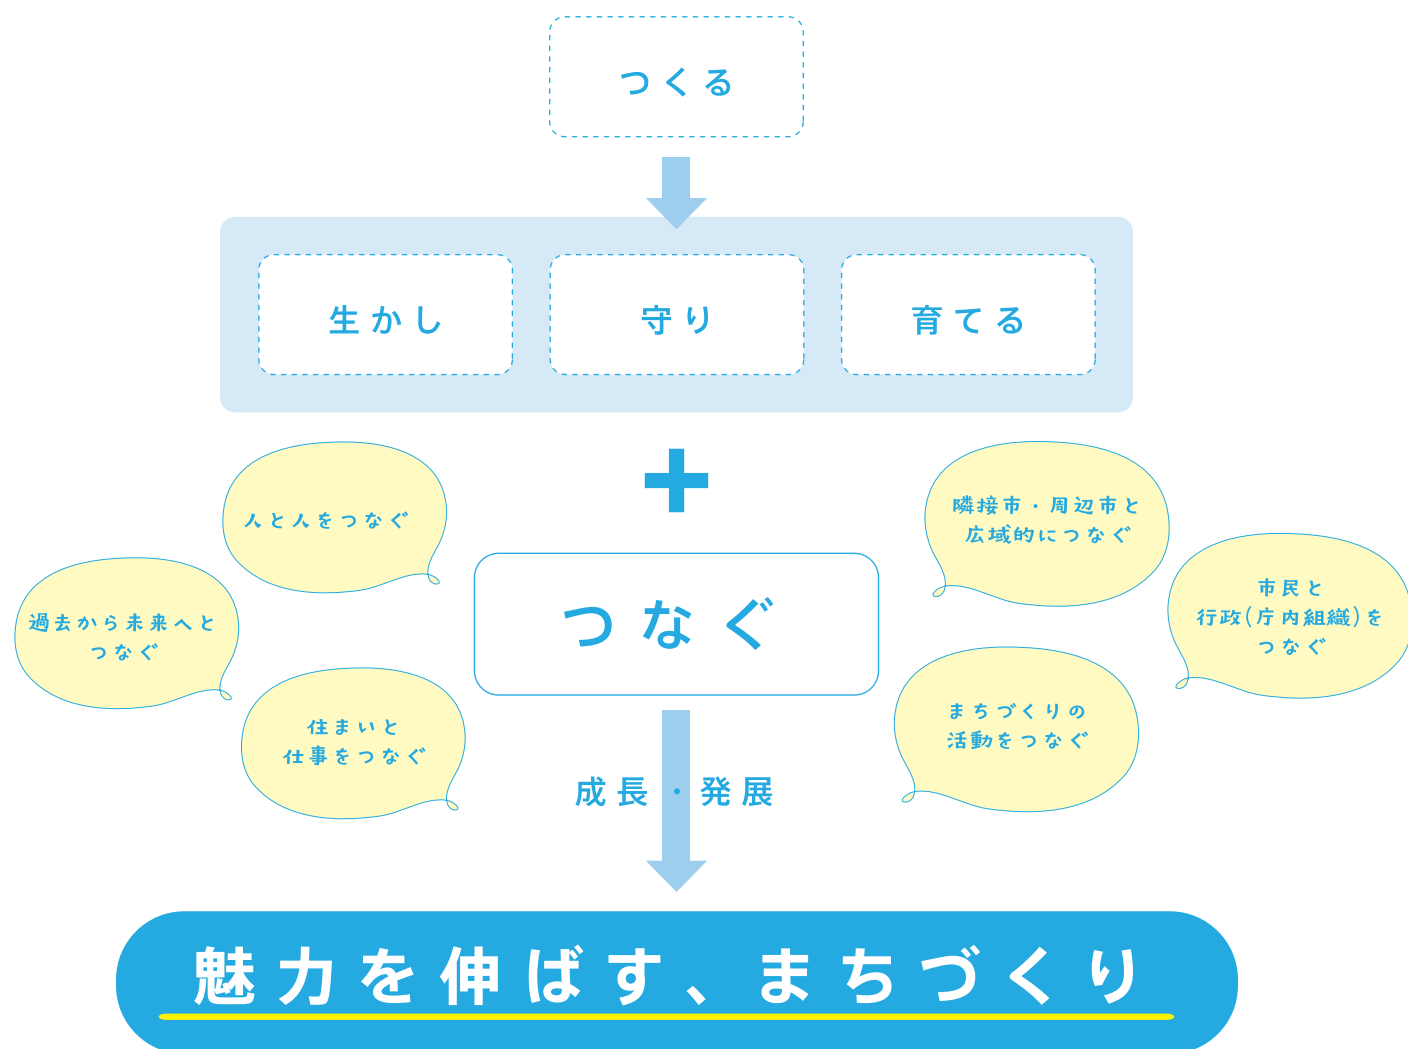 つくる
生かし
守り
育てる
人と人をつなぐ
過去から未来へと
つなぐ
住まいと
仕事をつなぐ
つなぐ
隣接市・周辺市と
広域的につなぐ
市民と
行政(庁内組織)を
つなぐ
まちづくりの
活動をつなぐ
成長・発展
魅力を伸ばす、まちづくり